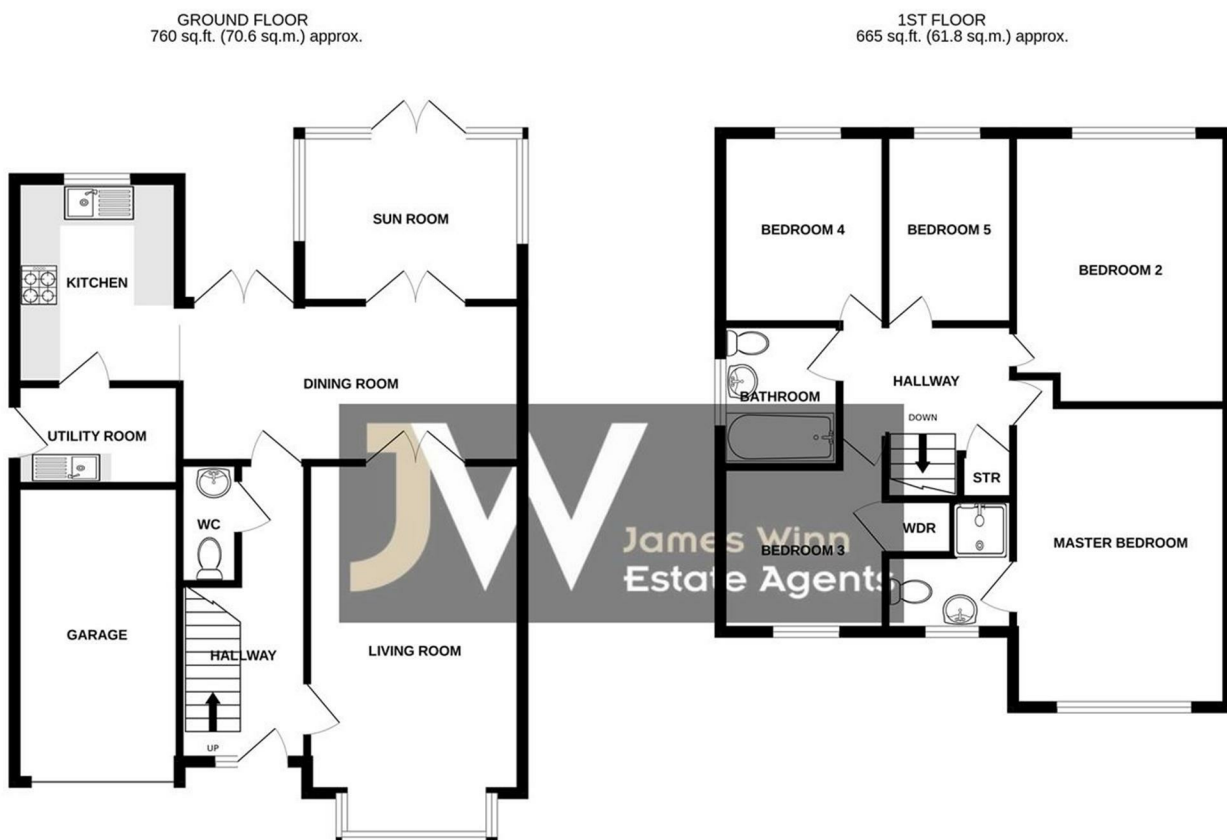 GROUND FLOOR
760 sq.ft. (70.6 sq.m.) approx.
1ST FLOOR
665 sq.ft. (61.8 sq.m.) approx.
SUN ROOM
KITCHEN
DINING ROOM
UTILITY ROOM
WC
GARAGE
HALLWAY
LIVING ROOM
UP
BEDROOM 4
BEDROOM 5
BEDROOM 2
HALLWAY
BATHROOM
DOWN
STR
WDR
BEDROOM 3
MASTER BEDROOM
JW
James Winn
Estate Agents